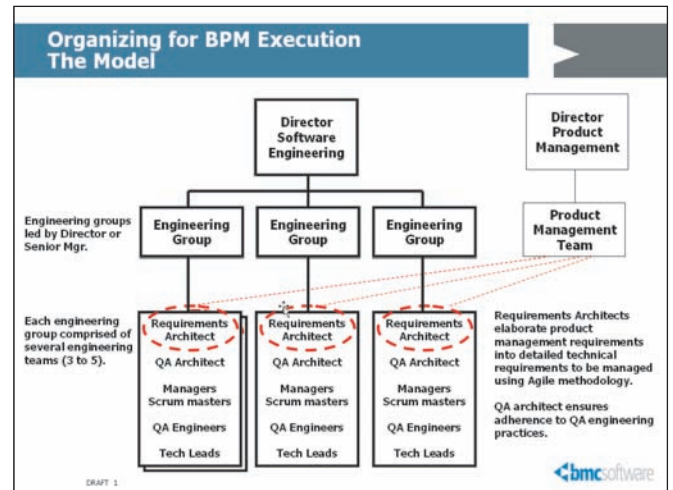 Organizing for BPM Execution
The Model
Director
Software
Engineering
Director
Product
Management
Engineering groups
led by Director or
Senior Mgr.
Engineering
Group
Engineering
Group
Engineering
Group
Product
Management
Team
Each engineering
group comprised of
several engineering
teams (3 to 5).
Requirements
Architect
QA Architect
Managers
Scrum masters
QA Engineers
Tech Leads
Requirements
Architect
QA Architect
Managers
Scrum masters
QA Engineers
Tech Leads
Requirements
Architect
QA Architect
Managers
Scrum masters
QA Engineers
Tech Leads
Requirements Architects
elaborate product
management requirements
into detailed technical
requirements to be managed
using Agile methodology.
QA architect ensures
adherence to QA engineering
practices.
DRAFT 1
bmcsoftware